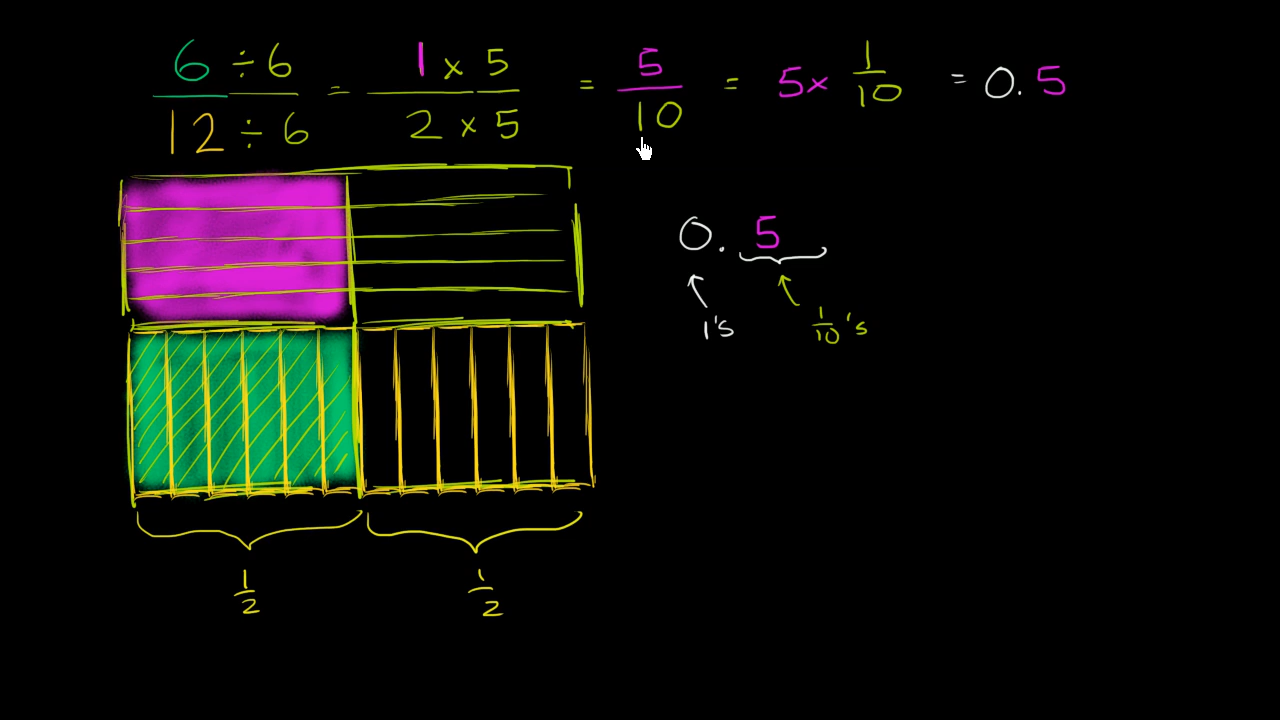 6 ÷ 6 / 12 ÷ 6 = 1 × 5 / 2 × 5 = 5 / 10 = 5 × 1 / 10 = 0.5
0.5
1's 1/10's
1/2 1/2